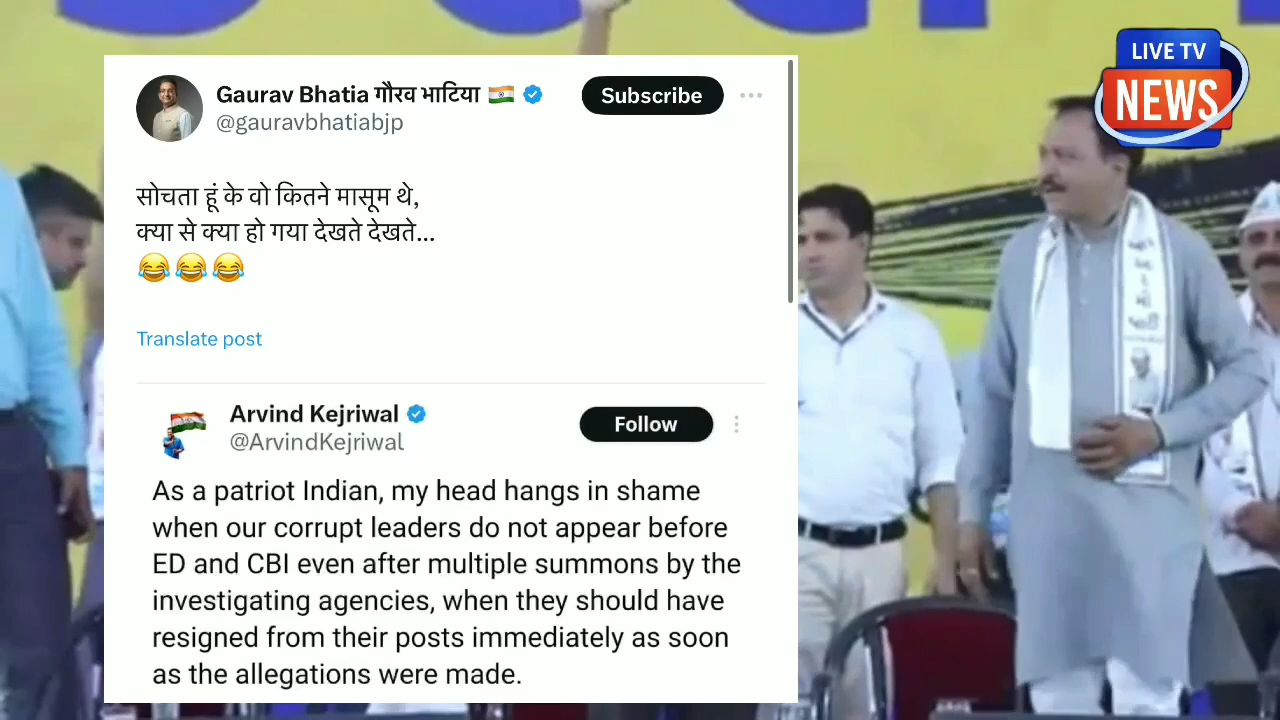 LIVE TV
NEWS
Gaurav Bhatia गौरव भाटिया 🇮🇳
@gauravbhatiabjp
Subscribe
सोचता हूं के वो कितने मासूम थे,
क्या से क्या हो गया देखते देखते...
😂😂😂
Translate post
Arvind Kejriwal
@ArvindKejriwal
Follow
As a patriot Indian, my head hangs in shame
when our corrupt leaders do not appear before
ED and CBI even after multiple summons by the
investigating agencies, when they should have
resigned from their posts immediately as soon
as the allegations were made.